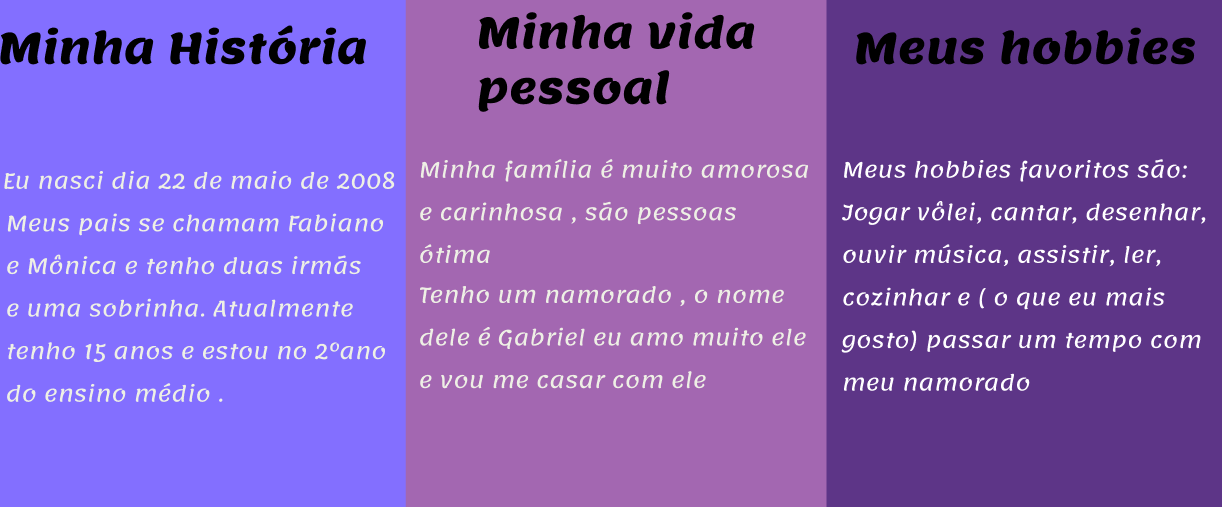 Minha História
Eu nasci dia 22 de maio de 2008
Meus pais se chamam Fabiano
e Mônica e tenho duas irmãs
e uma sobrinha. Atualmente
tenho 15 anos e estou no 2ºano
do ensino médio .
Minha vida
pessoal
Minha família é muito amorosa
e carinhosa , são pessoas
ótima
Tenho um namorado , o nome
dele é Gabriel eu amo muito ele
e vou me casar com ele
Meus hobbies
Meus hobbies favoritos são:
Jogar vôlei, cantar, desenhar,
ouvir música, assistir, ler,
cozinhar e ( o que eu mais
gosto) passar um tempo com
meu namorado